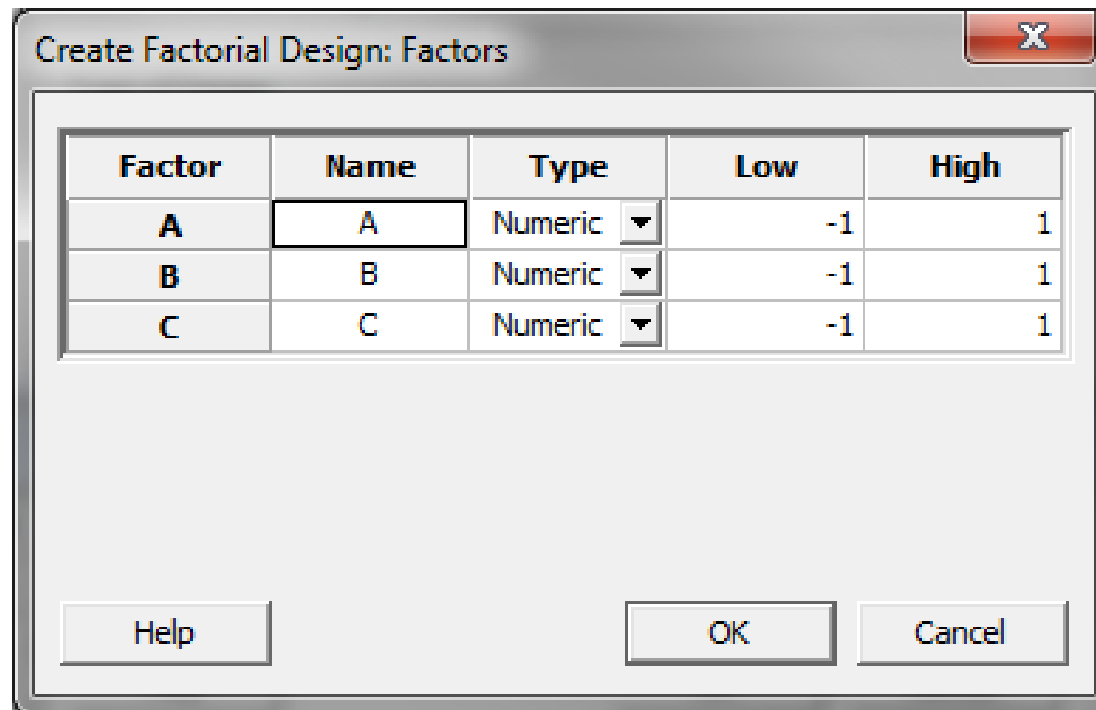 Create Factorial Design: Factors
Factor Name Type Low High
A A Numeric -1 1
B B Numeric -1 1
C C Numeric -1 1
Help OK Cancel